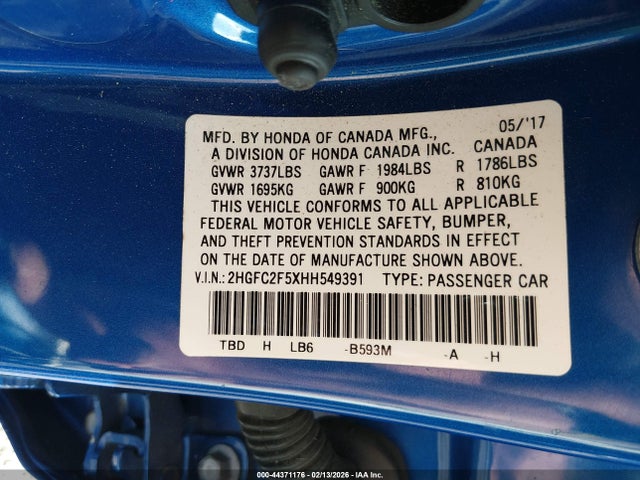 MFD. BY HONDA OF CANADA MFG., 05/'17
A DIVISION OF HONDA CANADA INC. CANADA
GVWR 3737LBS GAWR F 1984LBS R 1786LBS
GVWR 1695KG GAWR F 900KG R 810KG
THIS VEHICLE CONFORMS TO ALL APPLICABLE
FEDERAL MOTOR VEHICLE SAFETY, BUMPER,
AND THEFT PREVENTION STANDARDS IN EFFECT
ON THE DATE OF MANUFACTURE SHOWN ABOVE.
V.I.N.: 2HGFC2F5XHH549391 TYPE: PASSENGER CAR
TBD H LB6 -B593M -A -H
000-44371176 - 02/13/2026 - IAA Inc.